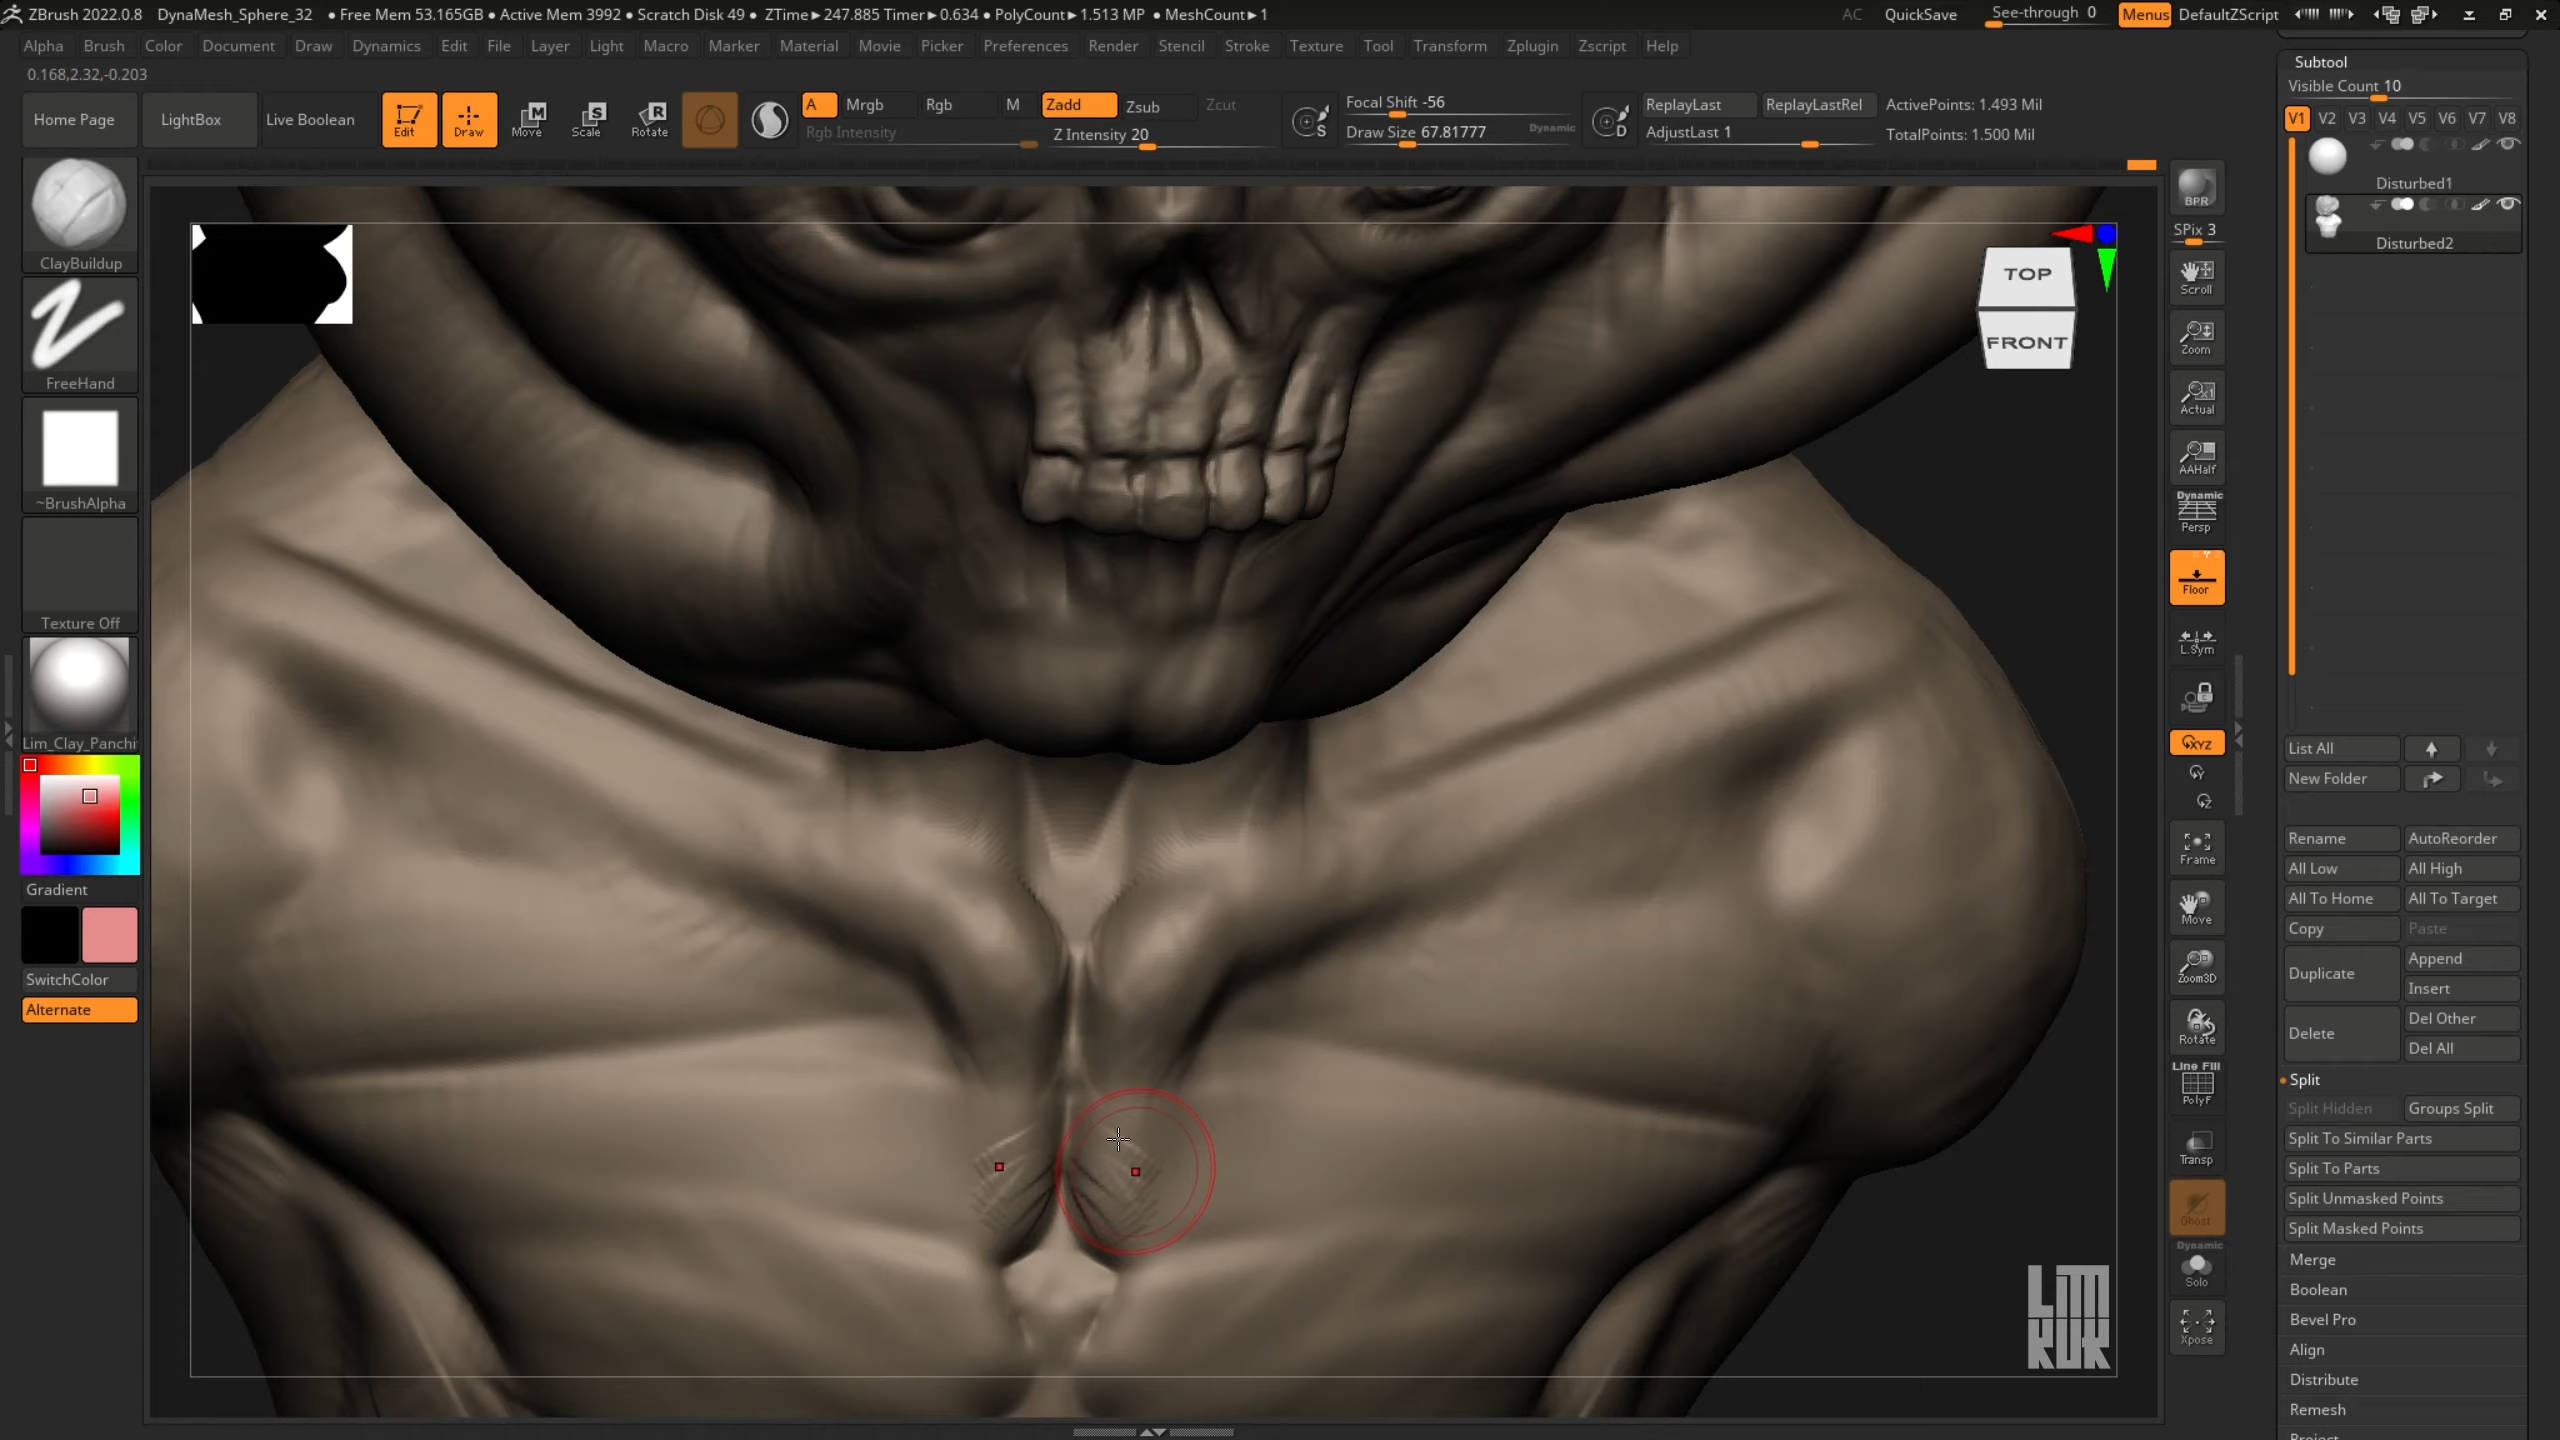 ZBrush 2022.0.8 DynaMesh_Sphere_32 ● Free Mem 53.165GB ● Active Mem 3992 ● Scratch Disk 49 ● ZTime►247.885 Timer►0.634 ● PolyCount►1.513 MP ● MeshCount►1 AC QuickSave See-through 0 Menus DefaultZScript
Alpha Brush Color Document Draw Dynamics Edit File Layer Light Macro Marker Material Movie Picker Preferences Render Stencil Stroke Texture Tool Transform Zplugin Zscript Help
0.168,2.32,-0.203
Home Page LightBox Live Boolean Edit Draw Move Scale Rotate
A Mrgb Rgb M Zadd Zsub Zcut
Rgb Intensity Z Intensity 20
Focal Shift -56
Draw Size 67.81777 Dynamic
ReplayLast ReplayLastRel ActivePoints: 1.493 Mil
AdjustLast 1 TotalPoints: 1.500 Mil
ClayBuildup
FreeHand
~BrushAlpha
Texture Off
Lim_Clay_Panchi
Gradient
SwitchColor
Alternate
TOP
FRONT
LIM
KUK
BPR
SPix 3
Scroll
Zoom
Actual
AAHalf
Dynamic
Persp
Floor
L.Sym
XYZ
Y
Z
Frame
Move
Zoom3D
Rotate
Line Fill
PolyF
Transp
Ghost
Dynamic
Solo
Xpose
Subtool
Visible Count 10
V1 V2 V3 V4 V5 V6 V7 V8
Disturbed1
Disturbed2
List All
New Folder
Rename AutoReorder
All Low All High
All To Home All To Target
Copy Paste
Duplicate Append
Insert
Delete Del Other
Del All
Split
Split Hidden Groups Split
Split To Similar Parts
Split To Parts
Split Unmasked Points
Split Masked Points
Merge
Boolean
Bevel Pro
Align
Distribute
Remesh